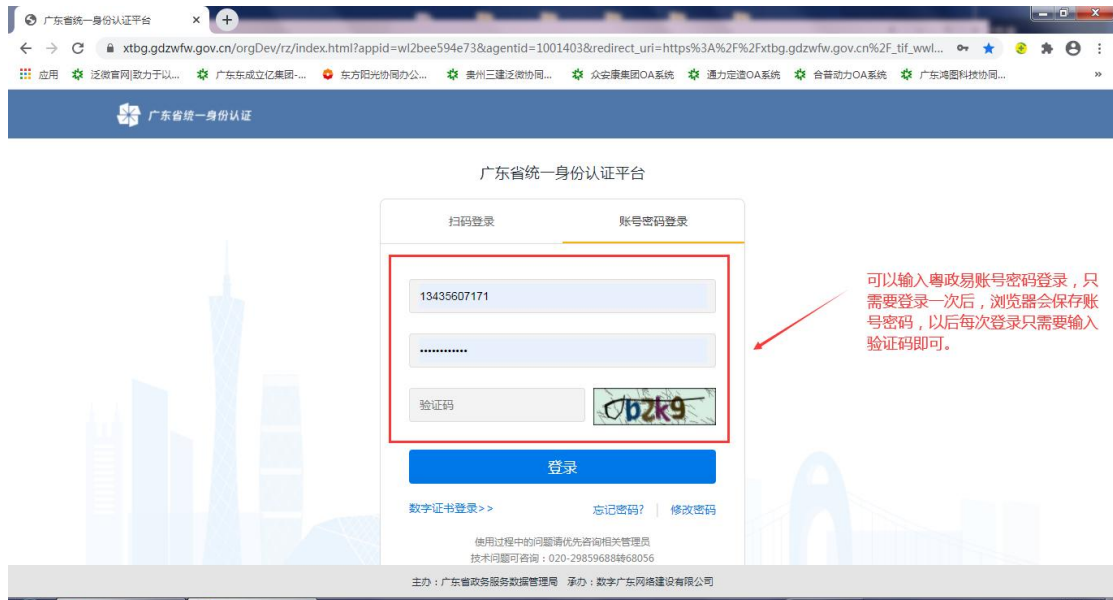 广东省统一身份认证平台
xtbg.gdzwfw.gov.cn/orgDev/rz/index.html?appid=wl2bee594e73&agentid=1001403&redirect_uri=https%3A%2F%2Fxtbg.gdzwfw.gov.cn%2F_tif_wwl...
应用 泛微官网|致力于以... 广东东成立亿集团-... 东方阳光协同办公... 贵州三建泛微协同... 众安康集团OA系统 通力定造OA系统 合普动力OA系统 广东鸿图科技协同... »
广东省统一身份认证
广东省统一身份认证平台
扫码登录 账号密码登录
13435607171
••••••••••••
验证码
登录
数字证书登录>> 忘记密码? | 修改密码
使用过程中的问题请优先咨询相关管理员
技术问题可咨询：020-29859688转68056
可以输入粤政易账号密码登录，只
需要登录一次后，浏览器会保存账
号密码，以后每次登录只需要输入
验证码即可。
主办：广东省政务服务数据管理局 承办：数字广东网络建设有限公司